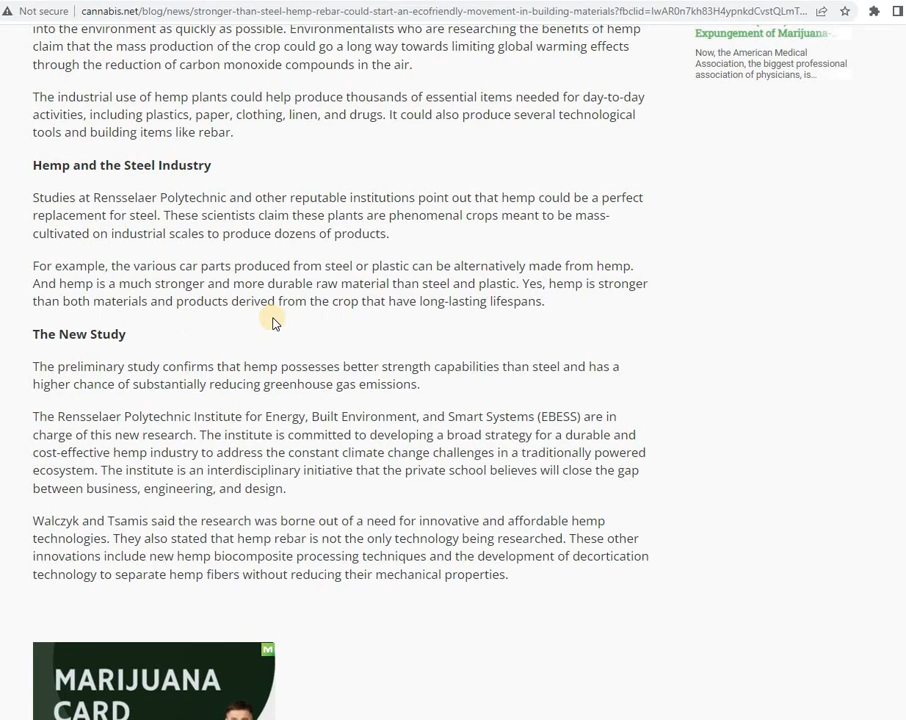 Not secure | cannabis.net/blog/news/stronger-than-steel-hemp-rebar-could-start-an-ecofriendly-movement-in-building-materials?fbclid=IwAR0n7kh83H4ypnkdCvstQLmT...
into the environment as quickly as possible. Environmentalists who are researching the benefits of hemp
claim that the mass production of the crop could go a long way towards limiting global warming effects
through the reduction of carbon monoxide compounds in the air.
The industrial use of hemp plants could help produce thousands of essential items needed for day-to-day
activities, including plastics, paper, clothing, linen, and drugs. It could also produce several technological
tools and building items like rebar.
Hemp and the Steel Industry
Studies at Rensselaer Polytechnic and other reputable institutions point out that hemp could be a perfect
replacement for steel. These scientists claim these plants are phenomenal crops meant to be mass-
cultivated on industrial scales to produce dozens of products.
For example, the various car parts produced from steel or plastic can be alternatively made from hemp.
And hemp is a much stronger and more durable raw material than steel and plastic. Yes, hemp is stronger
than both materials and products derived from the crop that have long-lasting lifespans.
The New Study
The preliminary study confirms that hemp possesses better strength capabilities than steel and has a
higher chance of substantially reducing greenhouse gas emissions.
The Rensselaer Polytechnic Institute for Energy, Built Environment, and Smart Systems (EBESS) are in
charge of this new research. The institute is committed to developing a broad strategy for a durable and
cost-effective hemp industry to address the constant climate change challenges in a traditionally powered
ecosystem. The institute is an interdisciplinary initiative that the private school believes will close the gap
between business, engineering, and design.
Walczyk and Tsamis said the research was borne out of a need for innovative and affordable hemp
technologies. They also stated that hemp rebar is not the only technology being researched. These other
innovations include new hemp biocomposite processing techniques and the development of decortication
technology to separate hemp fibers without reducing their mechanical properties.
M
MARIJUANA
CARD
Expungement of Marijuana-..
Now, the American Medical
Association, the biggest professional
association of physicians, is...